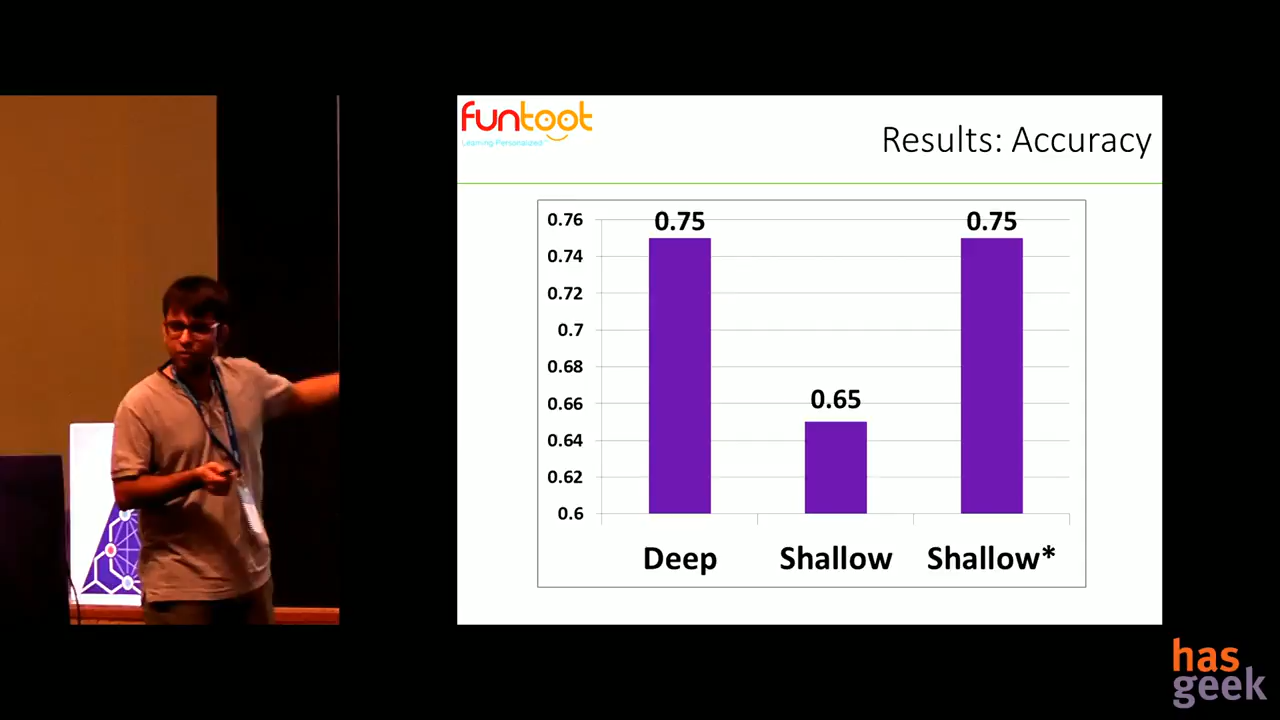 funtoot
Learning Personalized
Results: Accuracy
0.76
0.74
0.72
0.7
0.68
0.66
0.64
0.62
0.6
0.75
0.65
0.75
Deep
Shallow
Shallow*
has
geek